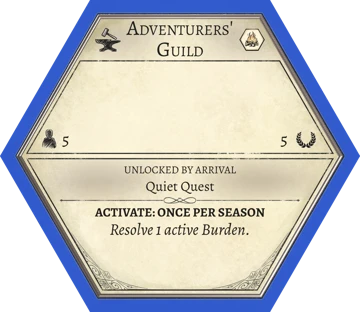 Adventurers'
Guild
5
5
UNLOCKED BY ARRIVAL
Quiet Quest
ACTIVATE: ONCE PER SEASON
Resolve 1 active Burden.